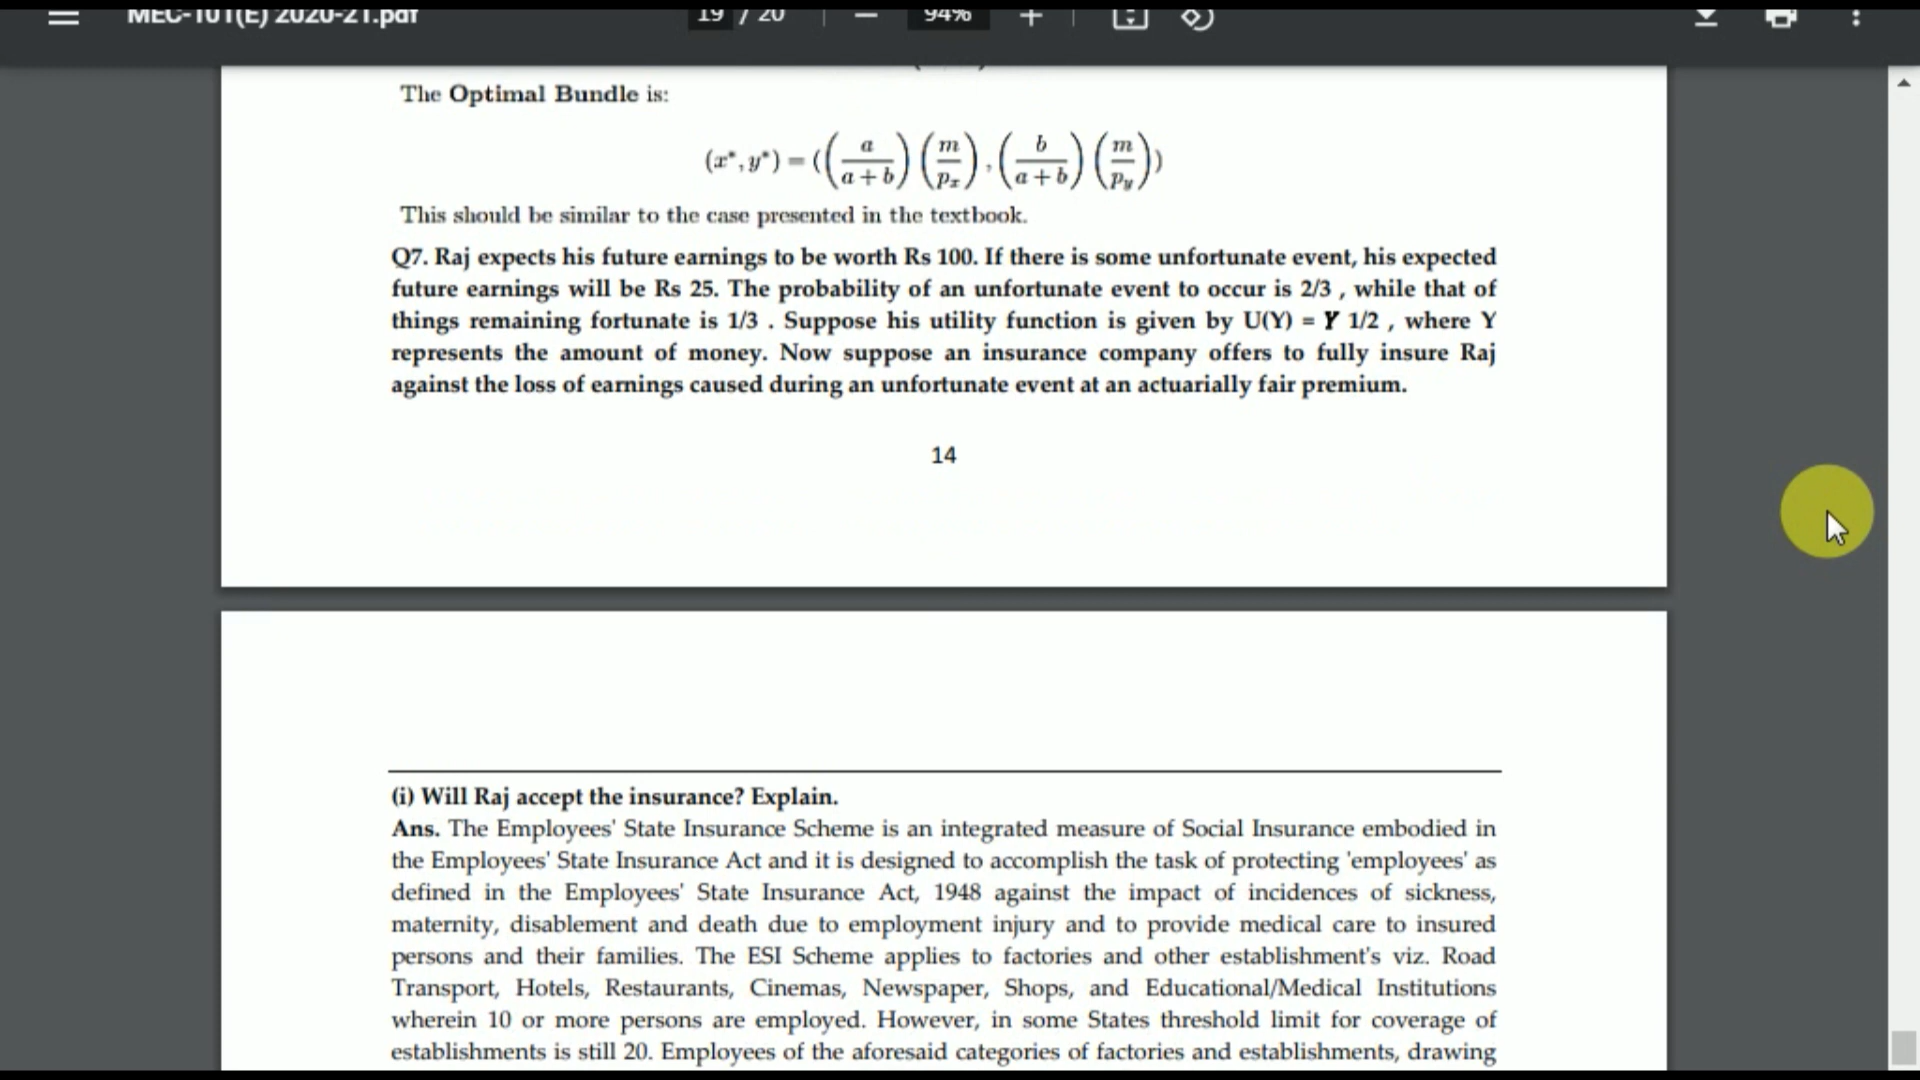 MEC-101(E) 2020-21.pdf
19 / 20
94%
The Optimal Bundle is:
(x*, y*) = ((a/(a+b)) (m/pₓ), (b/(a+b)) (m/p_y))
This should be similar to the case presented in the textbook.
Q7. Raj expects his future earnings to be worth Rs 100. If there is some unfortunate event, his expected
future earnings will be Rs 25. The probability of an unfortunate event to occur is 2/3 , while that of
things remaining fortunate is 1/3 . Suppose his utility function is given by U(Y) = Y 1/2 , where Y
represents the amount of money. Now suppose an insurance company offers to fully insure Raj
against the loss of earnings caused during an unfortunate event at an actuarially fair premium.
14
(i) Will Raj accept the insurance? Explain.
Ans. The Employees' State Insurance Scheme is an integrated measure of Social Insurance embodied in
the Employees' State Insurance Act and it is designed to accomplish the task of protecting 'employees' as
defined in the Employees' State Insurance Act, 1948 against the impact of incidences of sickness,
maternity, disablement and death due to employment injury and to provide medical care to insured
persons and their families. The ESI Scheme applies to factories and other establishment's viz. Road
Transport, Hotels, Restaurants, Cinemas, Newspaper, Shops, and Educational/Medical Institutions
wherein 10 or more persons are employed. However, in some States threshold limit for coverage of
establishments is still 20. Employees of the aforesaid categories of factories and establishments, drawing